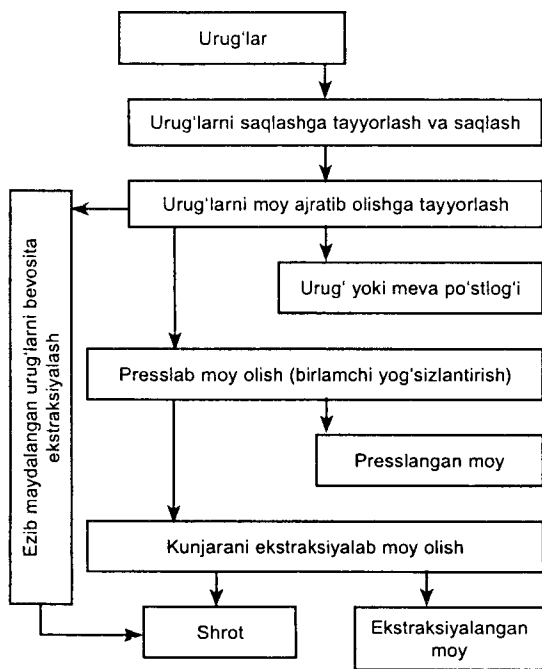 Urug‘lar
Urug‘larni saqlashga tayyorlash va saqlash
Urug‘larni moy ajratib olishga tayyorlash
Urug‘ yoki meva po‘stlog‘i
Ezib maydalangan urug‘larni bevosita
ekstraksiyalash
Presslab moy olish (birlamchi yog‘sizlantirish)
Presslangan moy
Kunjarani ekstraksiyalab moy olish
Shrot
Ekstraksiyalangan
moy